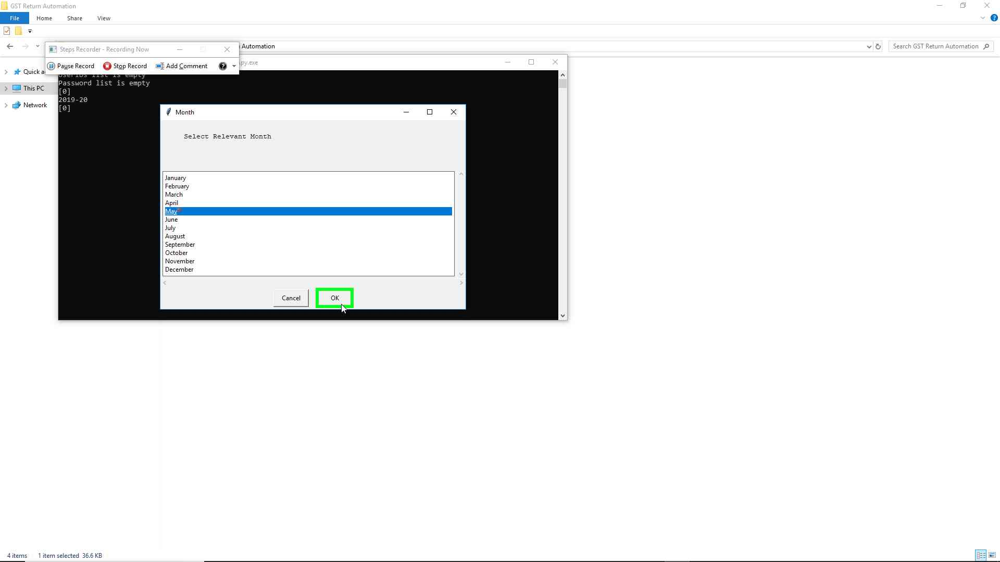 GST Return Automation
File Home Share View
Automation
Search GST Return Automation
Steps Recorder - Recording Now
Pause Record Stop Record Add Comment
py.exe
Quick a
This PC
Network
list is empty
Password list is empty
[0]
2019-20
[0]
Month
Select Relevant Month
January
February
March
April
May
June
July
August
September
October
November
December
Cancel OK
4 items 1 item selected 36.6 KB